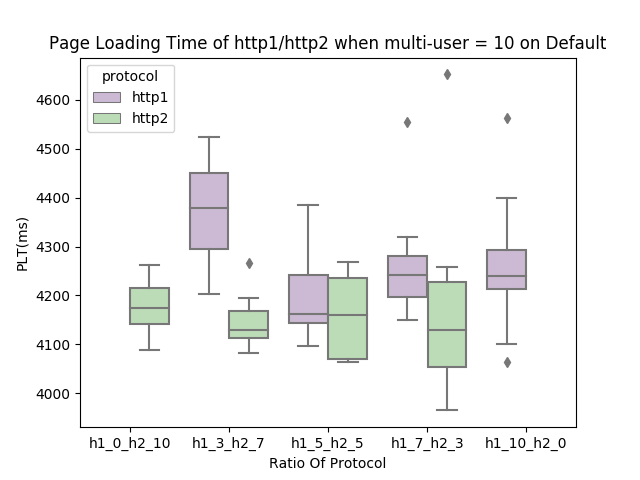 Page Loading Time of http1/http2 when multi-user = 10 on Default
protocol
http1
http2
4600
4500
4400
4300
4200
4100
4000
PLT(ms)
h1_0_h2_10 h1_3_h2_7 h1_5_h2_5 h1_7_h2_3 h1_10_h2_0
Ratio Of Protocol